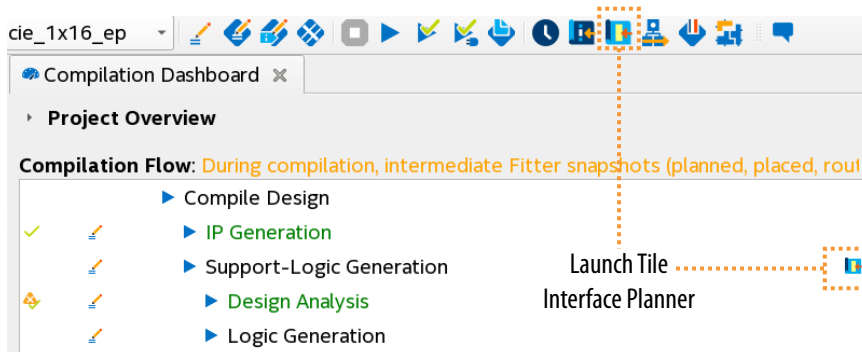 cie_1x16_ep
Compilation Dashboard
Project Overview
Compilation Flow: During compilation, intermediate Fitter snapshots (planned, placed, rout
Compile Design
IP Generation
Support-Logic Generation
Launch Tile
Interface Planner
Design Analysis
Logic Generation